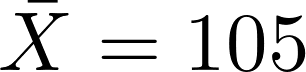 X̄ = 105